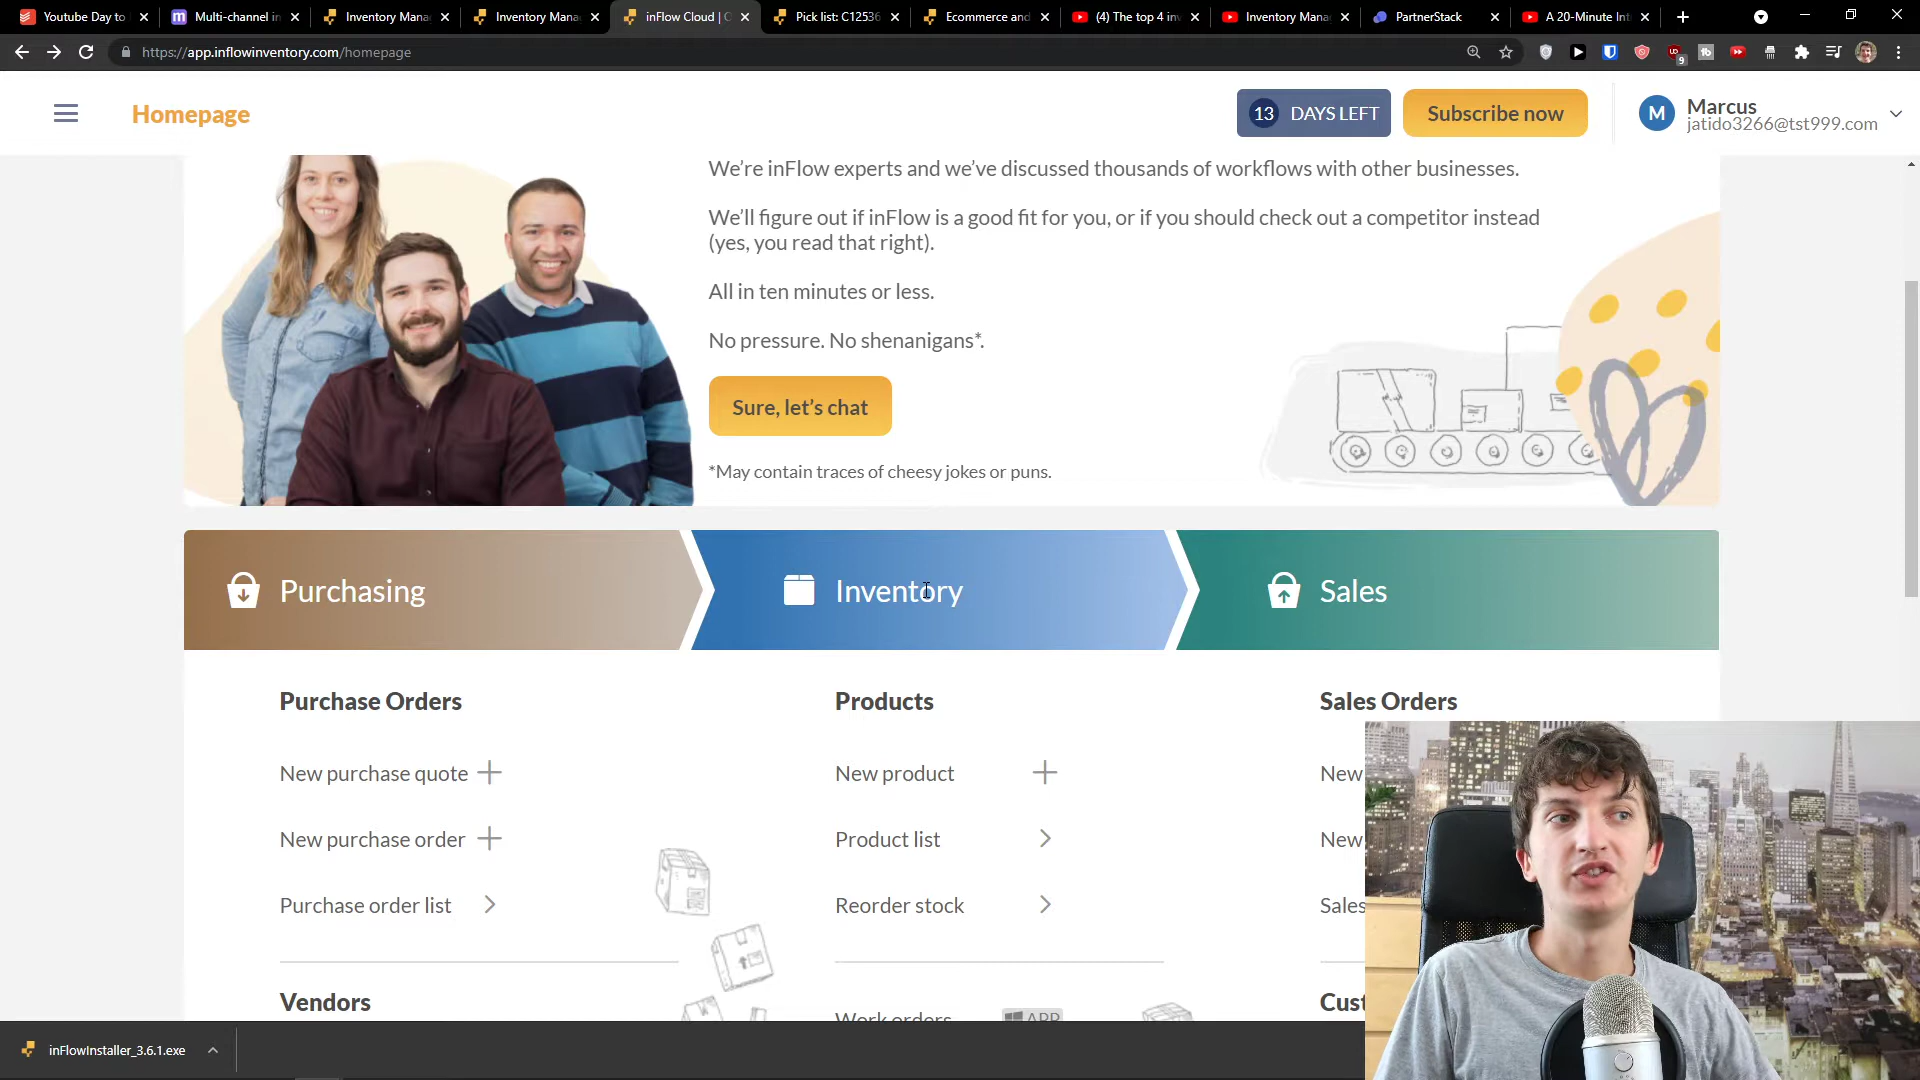 Youtube Day to
Multi-channel in
Inventory Mana
Inventory Mana
inFlow Cloud | C
Pick list: C12536
Ecommerce and
(4) The top 4 inv
Inventory Mana
PartnerStack
A 20-Minute Int
https://app.inflowinventory.com/homepage
9
Homepage
13 DAYS LEFT
Subscribe now
M
Marcus
jatido3266@tst999.com
We're inFlow experts and we've discussed thousands of workflows with other businesses.
We'll figure out if inFlow is a good fit for you, or if you should check out a competitor instead
(yes, you read that right).
All in ten minutes or less.
No pressure. No shenanigans*.
Sure, let's chat
*May contain traces of cheesy jokes or puns.
Purchasing
Inventory
Sales
Purchase Orders
Products
Sales Orders
New purchase quote
New product
New
New purchase order
Product list
New
Purchase order list
Reorder stock
Sales
Vendors
Work orders
APP
Cust
inFlowInstaller_3.6.1.exe